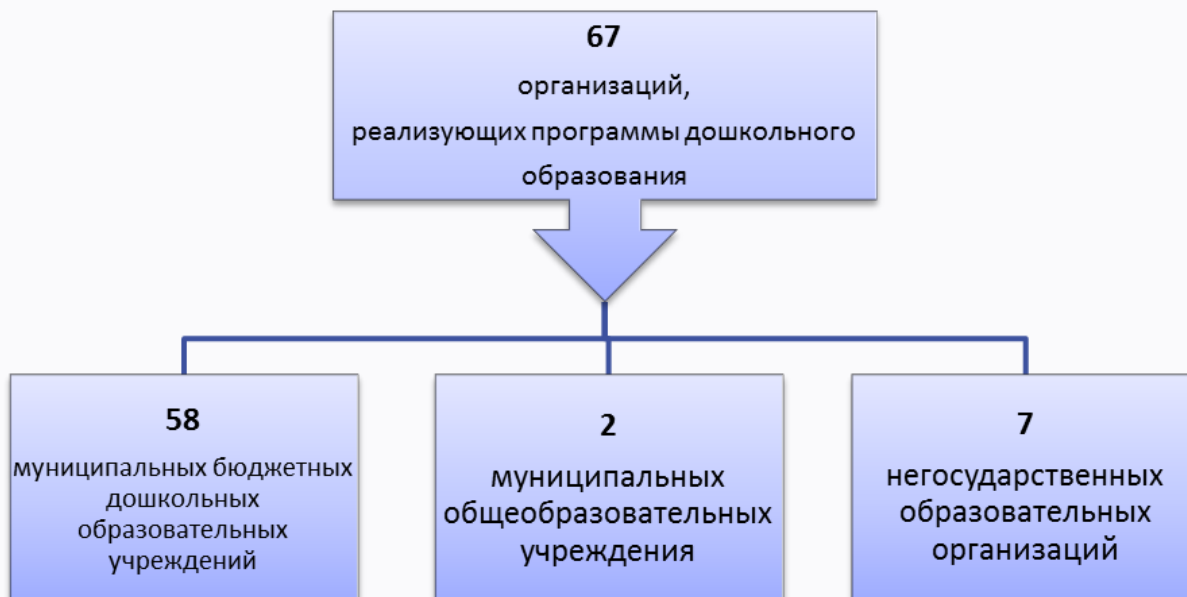 67
организаций,
реализующих программы дошкольного
образования
58
муниципальных бюджетных
дошкольных
образовательных
учреждений
2
муниципальных
общеобразовательных
учреждения
7
негосударственных
образовательных
организаций